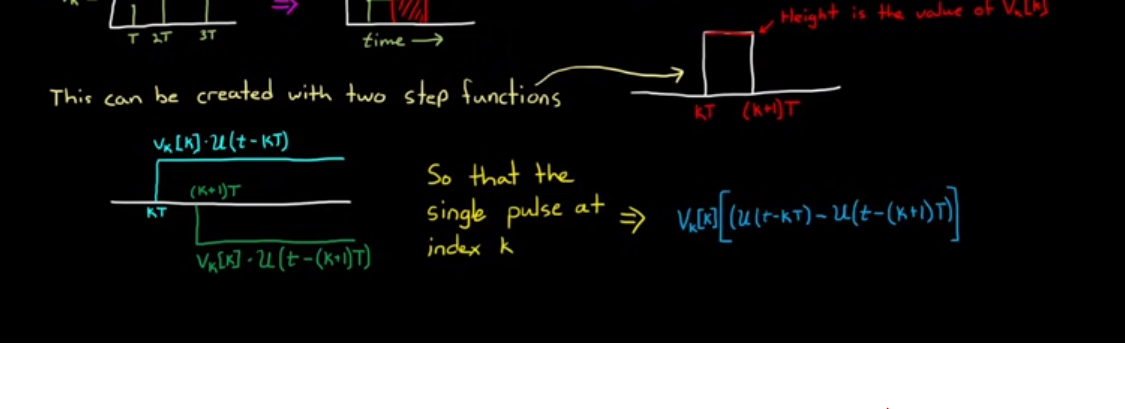 T 2T 3T
⇒
time →
Height is the value of Vₖ[k]
This can be created with two step functions
kT (k+1)T
Vₖ[k]·u(t-kT)
(k+1)T
kT
Vₖ[k]·u(t-(k+1)T)
So that the
single pulse at ⇒
index k
Vₖ[k][(u(t-kT)-u(t-(k+1)T)]